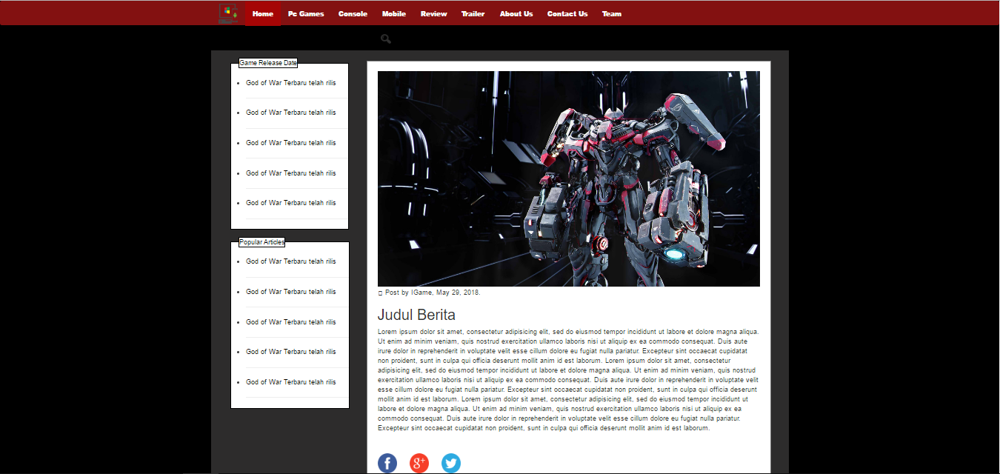 Home Pc Games Console Mobile Review Trailer About Us Contact Us Team
Game Release Date
God of War Terbaru telah rilis
God of War Terbaru telah rilis
God of War Terbaru telah rilis
God of War Terbaru telah rilis
God of War Terbaru telah rilis
Popular Articles
God of War Terbaru telah rilis
God of War Terbaru telah rilis
God of War Terbaru telah rilis
God of War Terbaru telah rilis
God of War Terbaru telah rilis
Post by IGame, May 29, 2018.
Judul Berita
Lorem ipsum dolor sit amet, consectetur adipisicing elit, sed do eiusmod tempor incididunt ut labore et dolore magna aliqua.
Ut enim ad minim veniam, quis nostrud exercitation ullamco laboris nisi ut aliquip ex ea commodo consequat. Duis aute
irure dolor in reprehenderit in voluptate velit esse cillum dolore eu fugiat nulla pariatur. Excepteur sint occaecat cupidatat
non proident, sunt in culpa qui officia deserunt mollit anim id est laborum. Lorem ipsum dolor sit amet, consectetur
adipisicing elit, sed do eiusmod tempor incididunt ut labore et dolore magna aliqua. Ut enim ad minim veniam, quis nostrud
exercitation ullamco laboris nisi ut aliquip ex ea commodo consequat. Duis aute irure dolor in reprehenderit in voluptate velit
esse cillum dolore eu fugiat nulla pariatur. Excepteur sint occaecat cupidatat non proident, sunt in culpa qui officia deserunt
mollit anim id est laborum. Lorem ipsum dolor sit amet, consectetur adipisicing elit, sed do eiusmod tempor incididunt ut
labore et dolore magna aliqua. Ut enim ad minim veniam, quis nostrud exercitation ullamco laboris nisi ut aliquip ex ea
commodo consequat. Duis aute irure dolor in reprehenderit in voluptate velit esse cillum dolore eu fugiat nulla pariatur.
Excepteur sint occaecat cupidatat non proident, sunt in culpa qui officia deserunt mollit anim id est laborum.
f g+